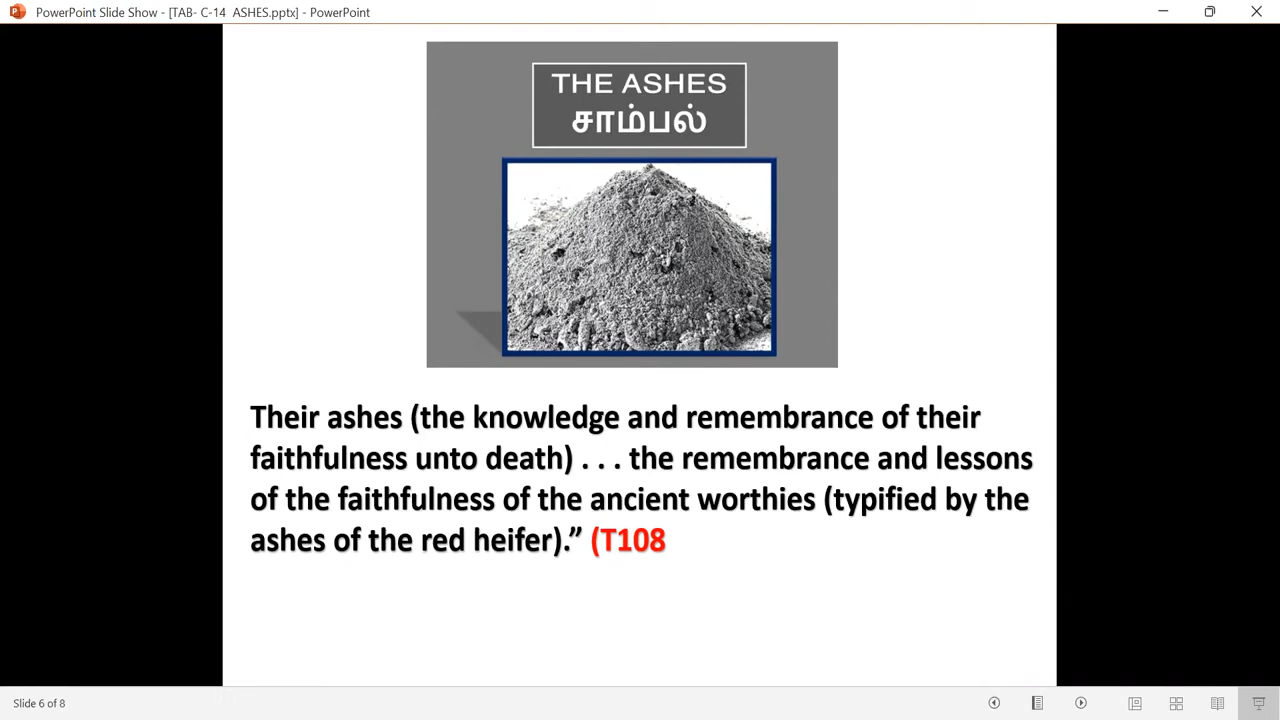 PowerPoint Slide Show - [TAB- C-14  ASHES.pptx] - PowerPoint
THE ASHES
சாம்பல்
Their ashes (the knowledge and remembrance of their
faithfulness unto death) . . . the remembrance and lessons
of the faithfulness of the ancient worthies (typified by the
ashes of the red heifer).” (T108
Slide 6 of 8